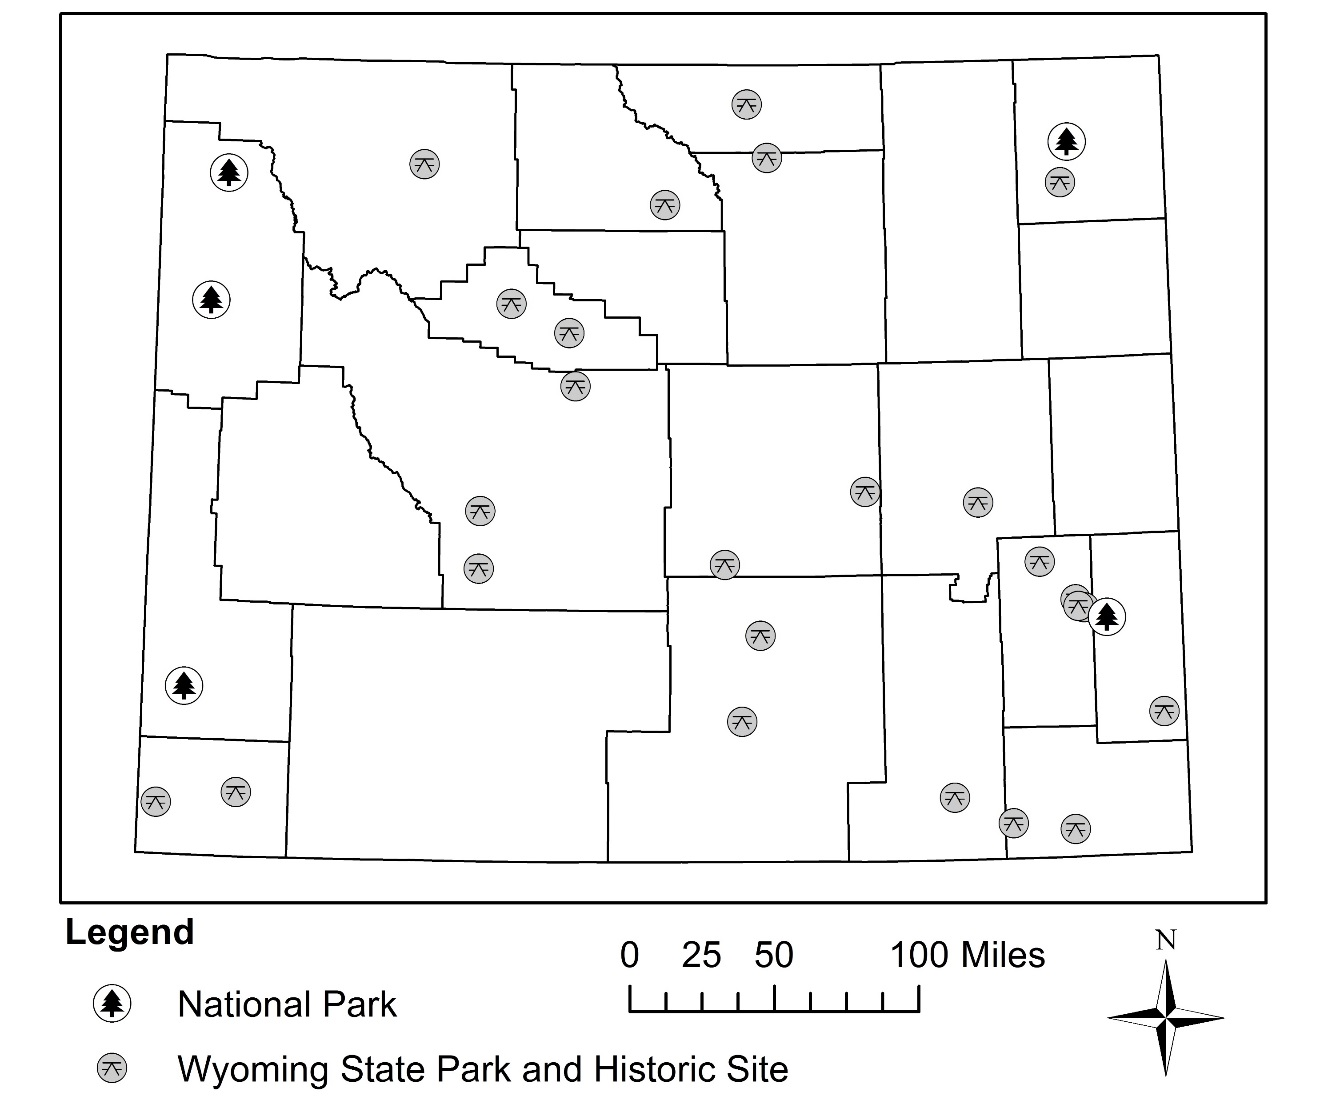 Legend
0 25 50 100 Miles
N
National Park
Wyoming State Park and Historic Site